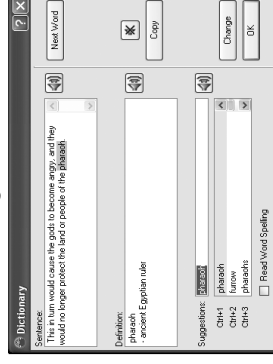 Dictionary
Sentence:
This in turn would cause the gods to become angry, and they
would no longer protect the land or people of the pharaoh.
Next Word
Definition:
pharaoh
- ancient Egyptian ruler
Copy
Suggestions: pharaoh
Ctrl+1 pharaoh
Ctrl+2 furrow
Ctrl+3 pharaohs
Change
OK
Read Word Spelling